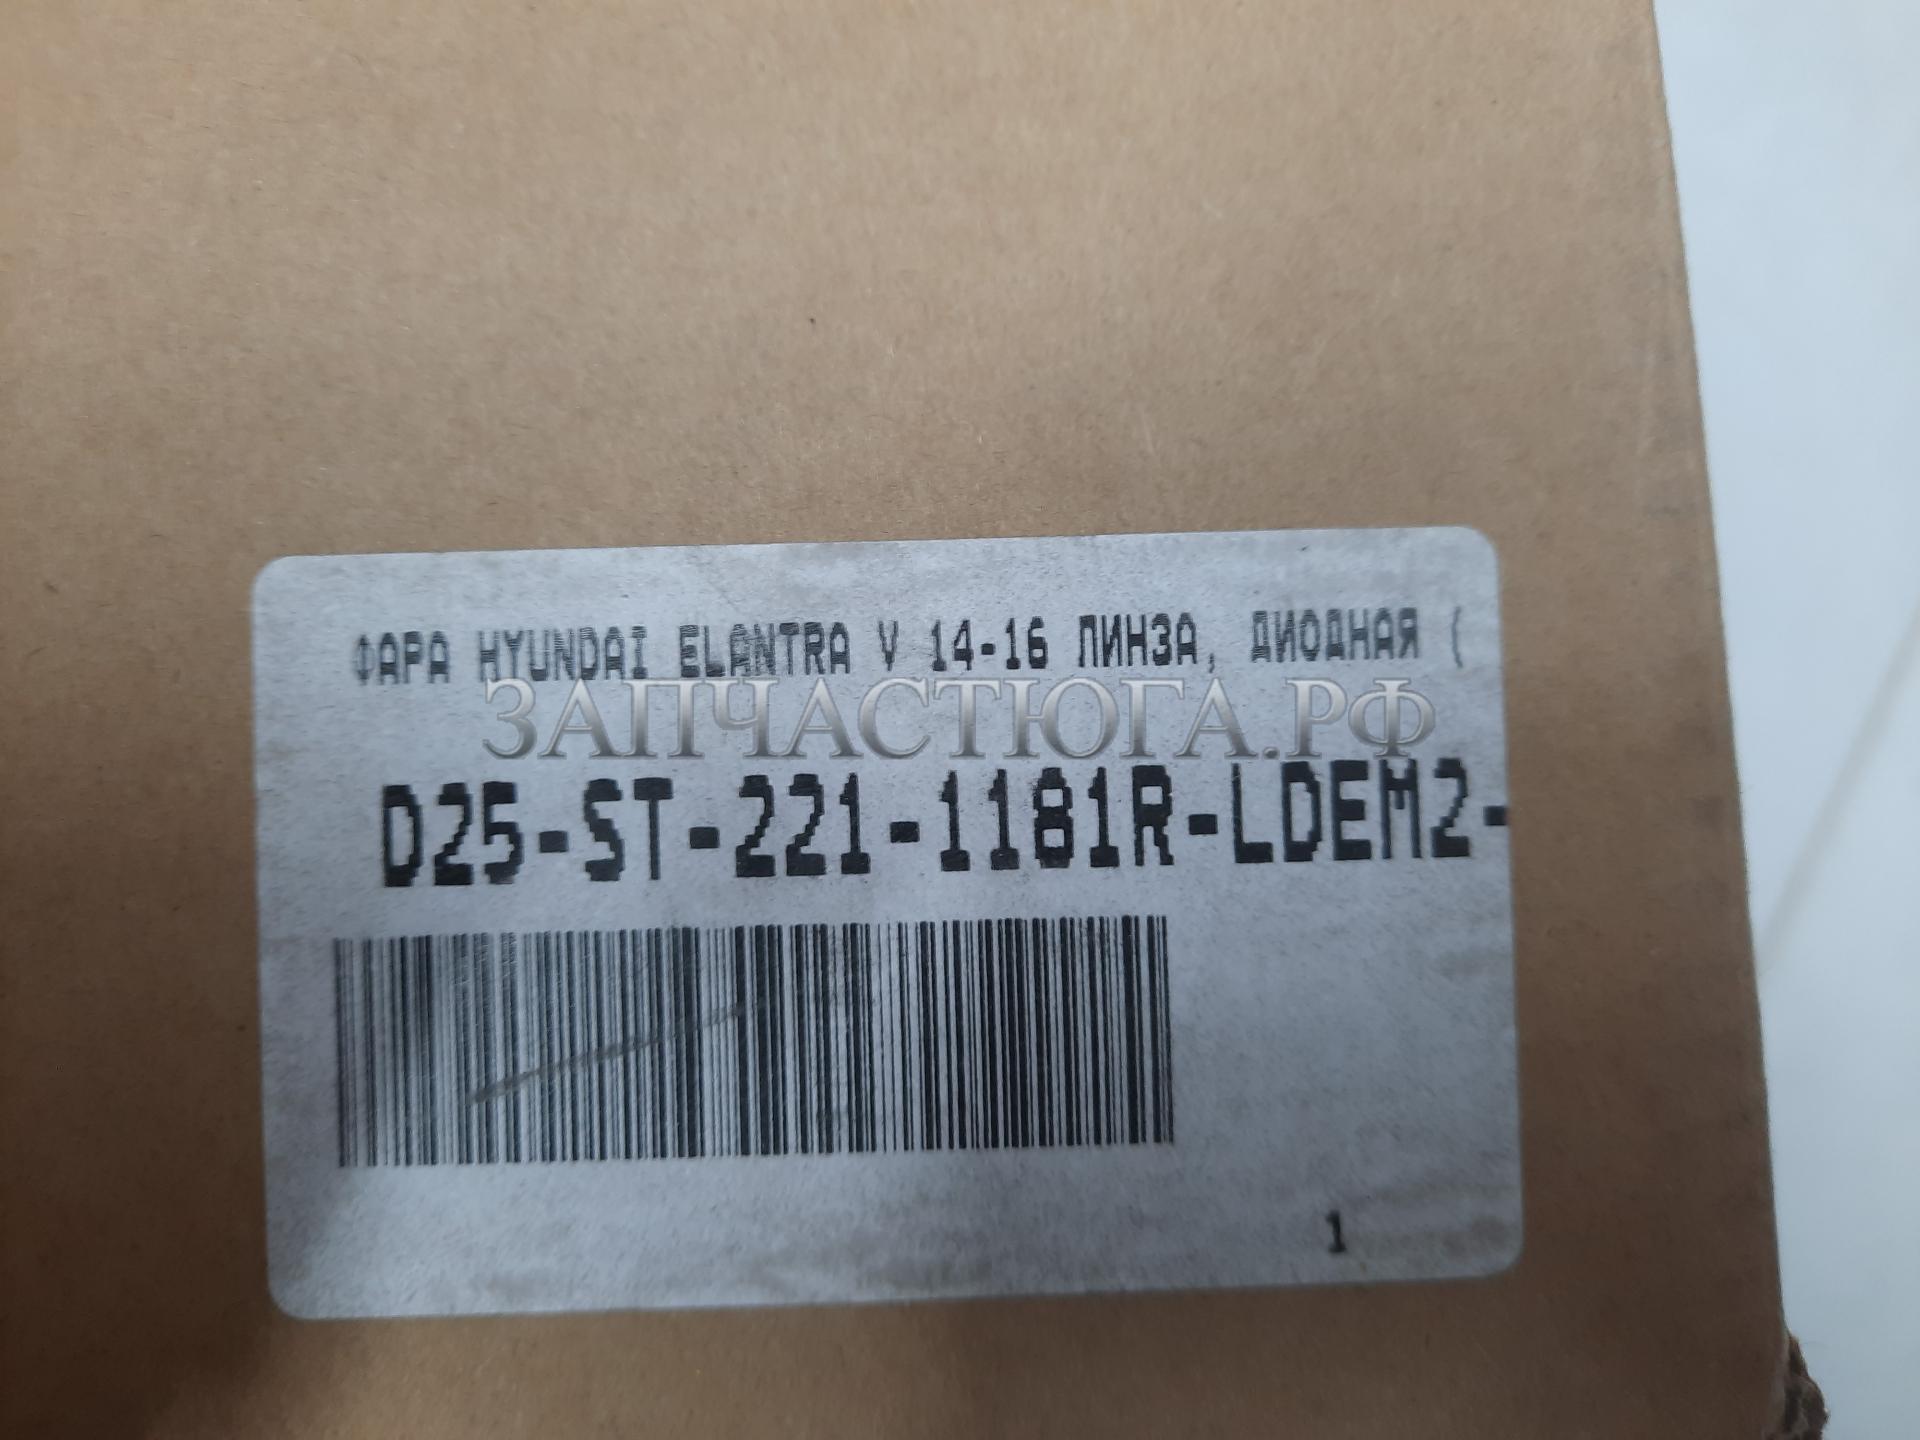 ФАРА HYUNDAI ELANTRA V 14-16 ЛИНЗА, ДИОДНАЯ (
ЗАПЧАСТЮГА.РФ
D25-ST-221-1181R-LDEM2-
1